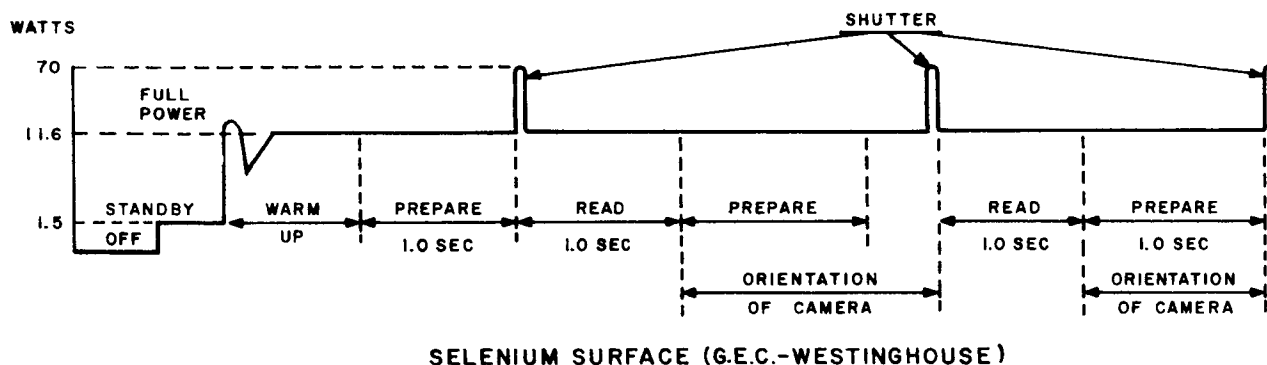 SHUTTER
WATTS
70
FULL
POWER
11.6
STANDBY
1.5
OFF
WARM
UP
PREPARE
1.0 SEC
READ
1.0 SEC
PREPARE
READ
1.0 SEC
PREPARE
1.0 SEC
ORIENTATION
OF CAMERA
ORIENTATION
OF CAMERA
SELENIUM SURFACE (G.E.C.-WESTINGHOUSE)